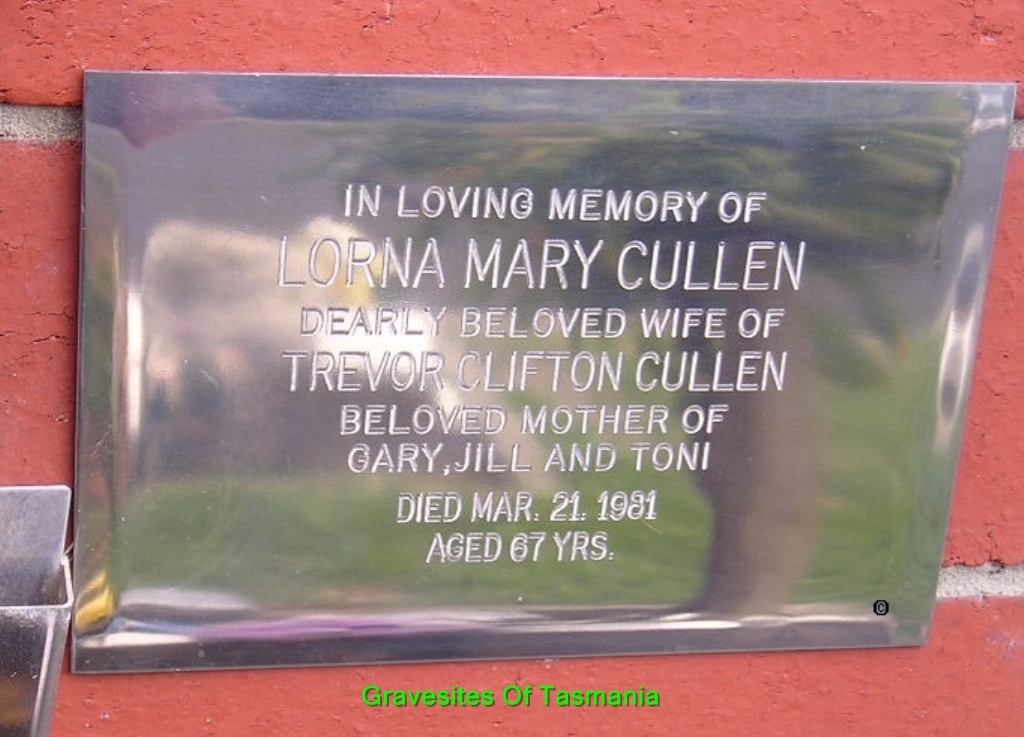 IN LOVING MEMORY OF
LORNA MARY CULLEN
DEARLY BELOVED WIFE OF
TREVOR CLIFTON CULLEN
BELOVED MOTHER OF
GARY, JILL AND TONI
DIED MAR. 21. 1981
AGED 67 YRS.
©
Gravesites Of Tasmania